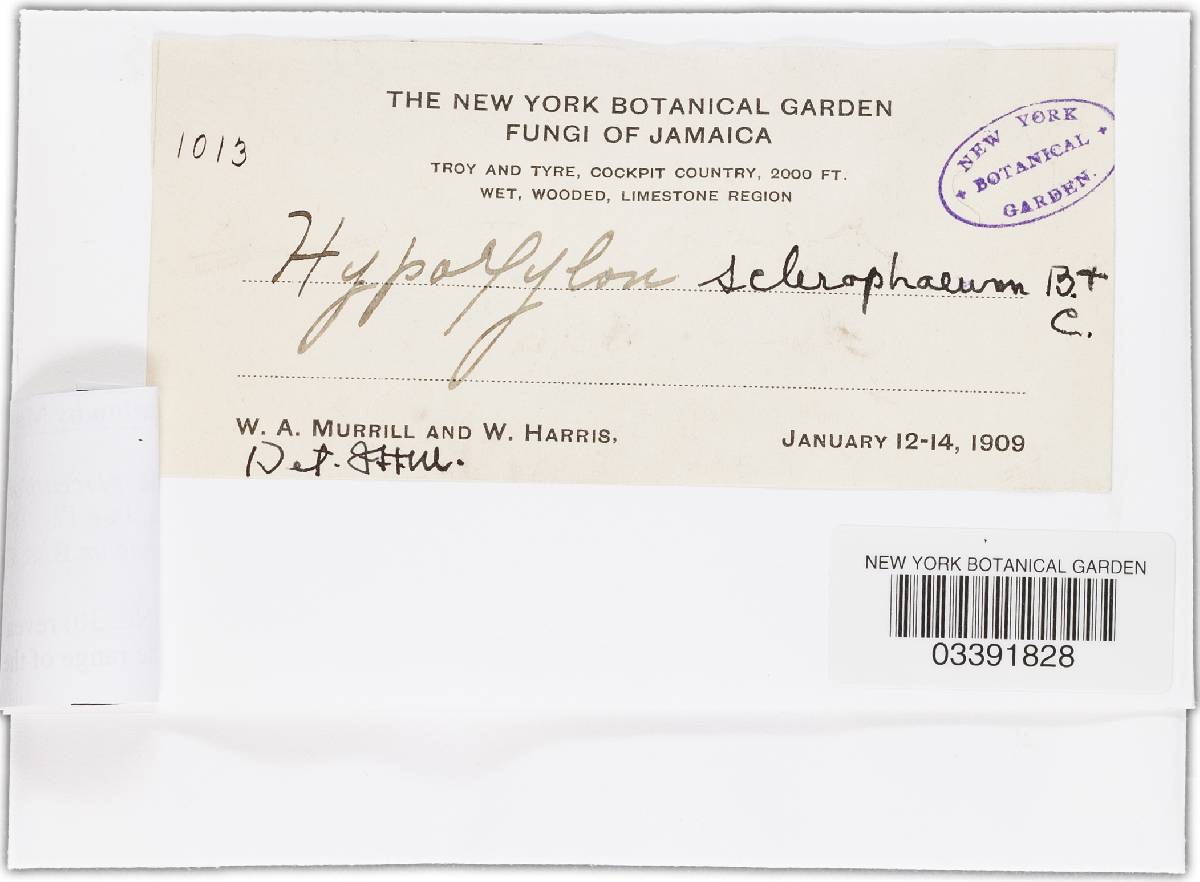 THE NEW YORK BOTANICAL GARDEN
FUNGI OF JAMAICA
1013
TROY AND TYRE, COCKPIT COUNTRY, 2000 FT.
WET, WOODED, LIMESTONE REGION
NEW YORK
BOTANICAL
GARDEN.
Hypoxylon sclerophaeum B. +
C.
W. A. MURRILL AND W. HARRIS,
JANUARY 12-14, 1909
Det.
NEW YORK BOTANICAL GARDEN
03391828